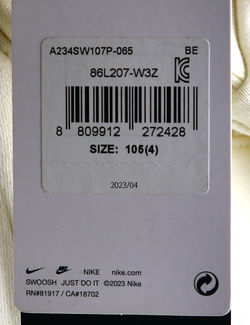 A234SW107P-065 BE
86L207-W3Z
8 809912 272428
SIZE: 105(4)
2023/04
NIKE nike.com
SWOOSH JUST DO IT ©2023 Nike
RN#81917 / CA#18702